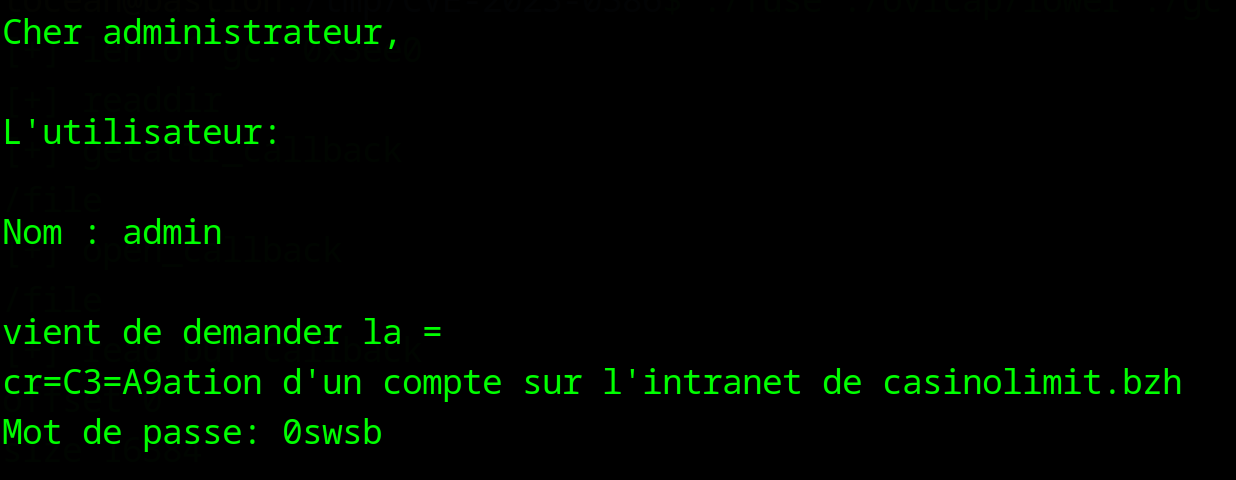 Cher administrateur,
L'utilisateur:
Nom : admin
vient de demander la =
cr=C3=A9ation d'un compte sur l'intranet de casinolimit.bzh
Mot de passe: 0swsb